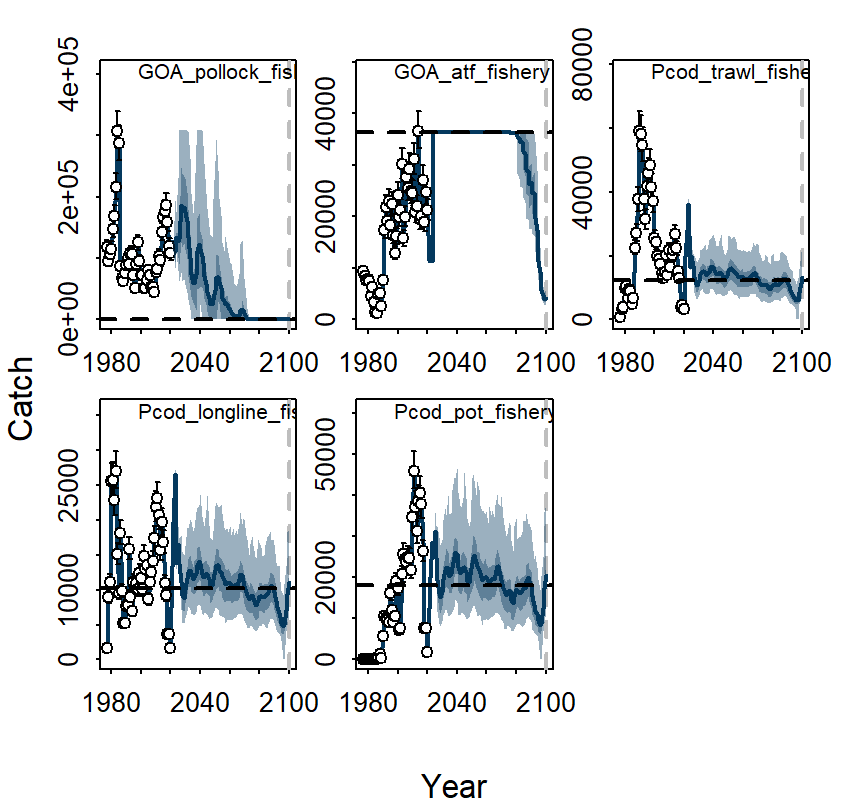 GOA_pollock_fish
GOA_atf_fishery
Pcod_trawl_fishe
4e+05
2e+05
0e+00
40000
20000
0
80000
40000
0
1980 2040 2100
1980 2040 2100
1980 2040 2100
Catch
Pcod_longline_fis
Pcod_pot_fishery
25000
10000
0
50000
20000
0
1980 2040 2100
1980 2040 2100
Year